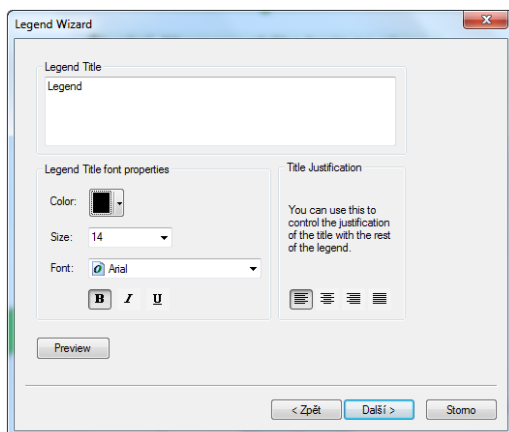 Legend Wizard
Legend Title
Legend
Legend Title font properties
Color:
Size: 14
Font: Arial
B I U
Title Justification
You can use this to
control the justification
of the title with the rest
of the legend.
Preview
< Zpět Další > Storno